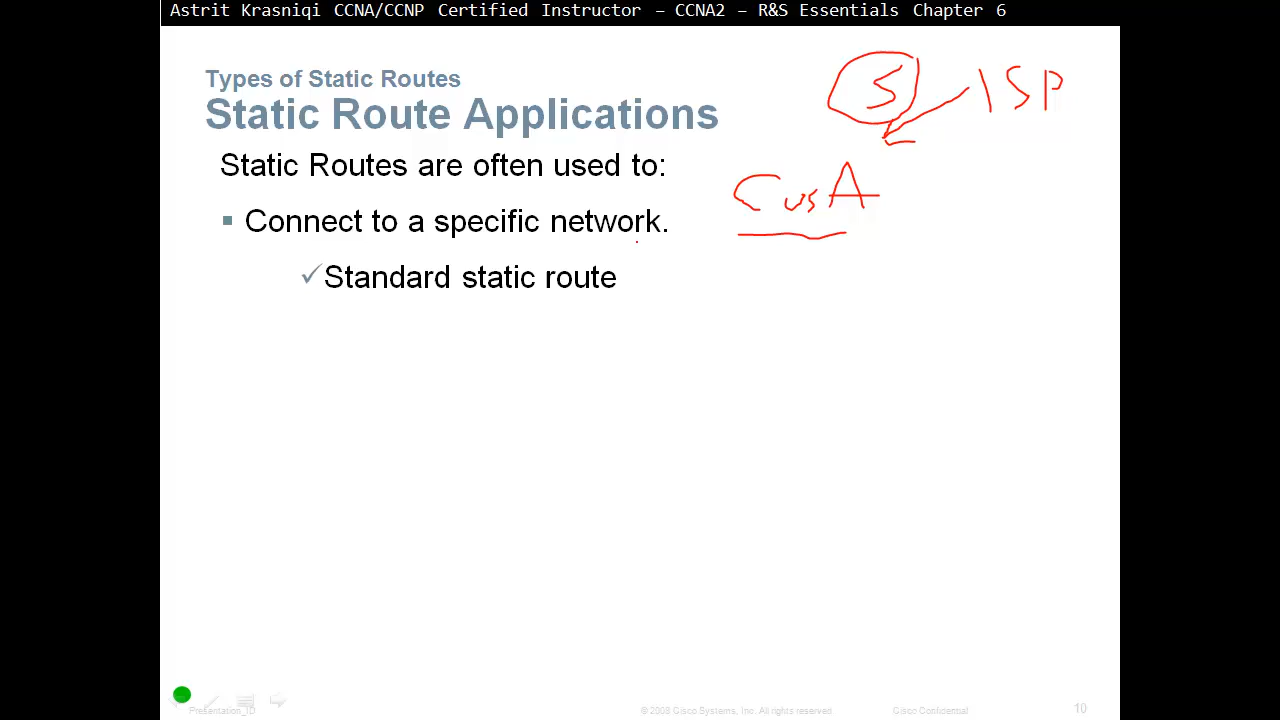 Astrit Krasniqi CCNA/CCNP Certified Instructor – CCNA2 – R&S Essentials Chapter 6
Types of Static Routes
Static Route Applications
S ISP
Static Routes are often used to:
Cus A
▪ Connect to a specific network.
✓Standard static route
Presentation_ID
© 2008 Cisco Systems, Inc. All rights reserved.
Cisco Confidential
10